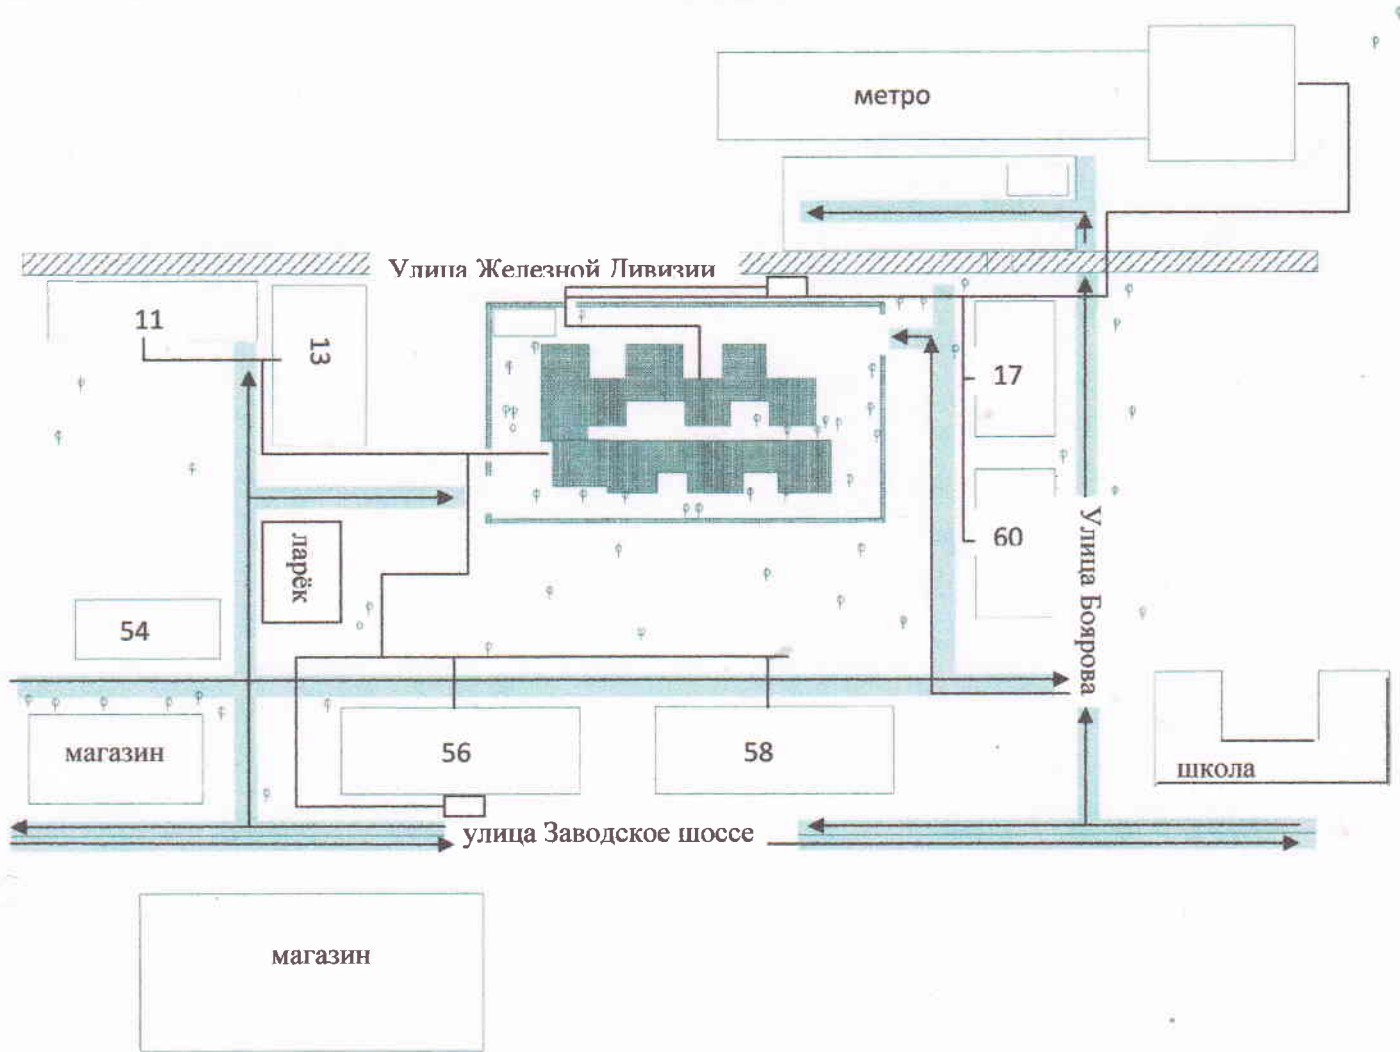 метро
Улица Железной Дивизии
11
13
17
60
ларёк
Улица Боярова
54
магазин
56
58
школа
улица Заводское шоссе
магазин